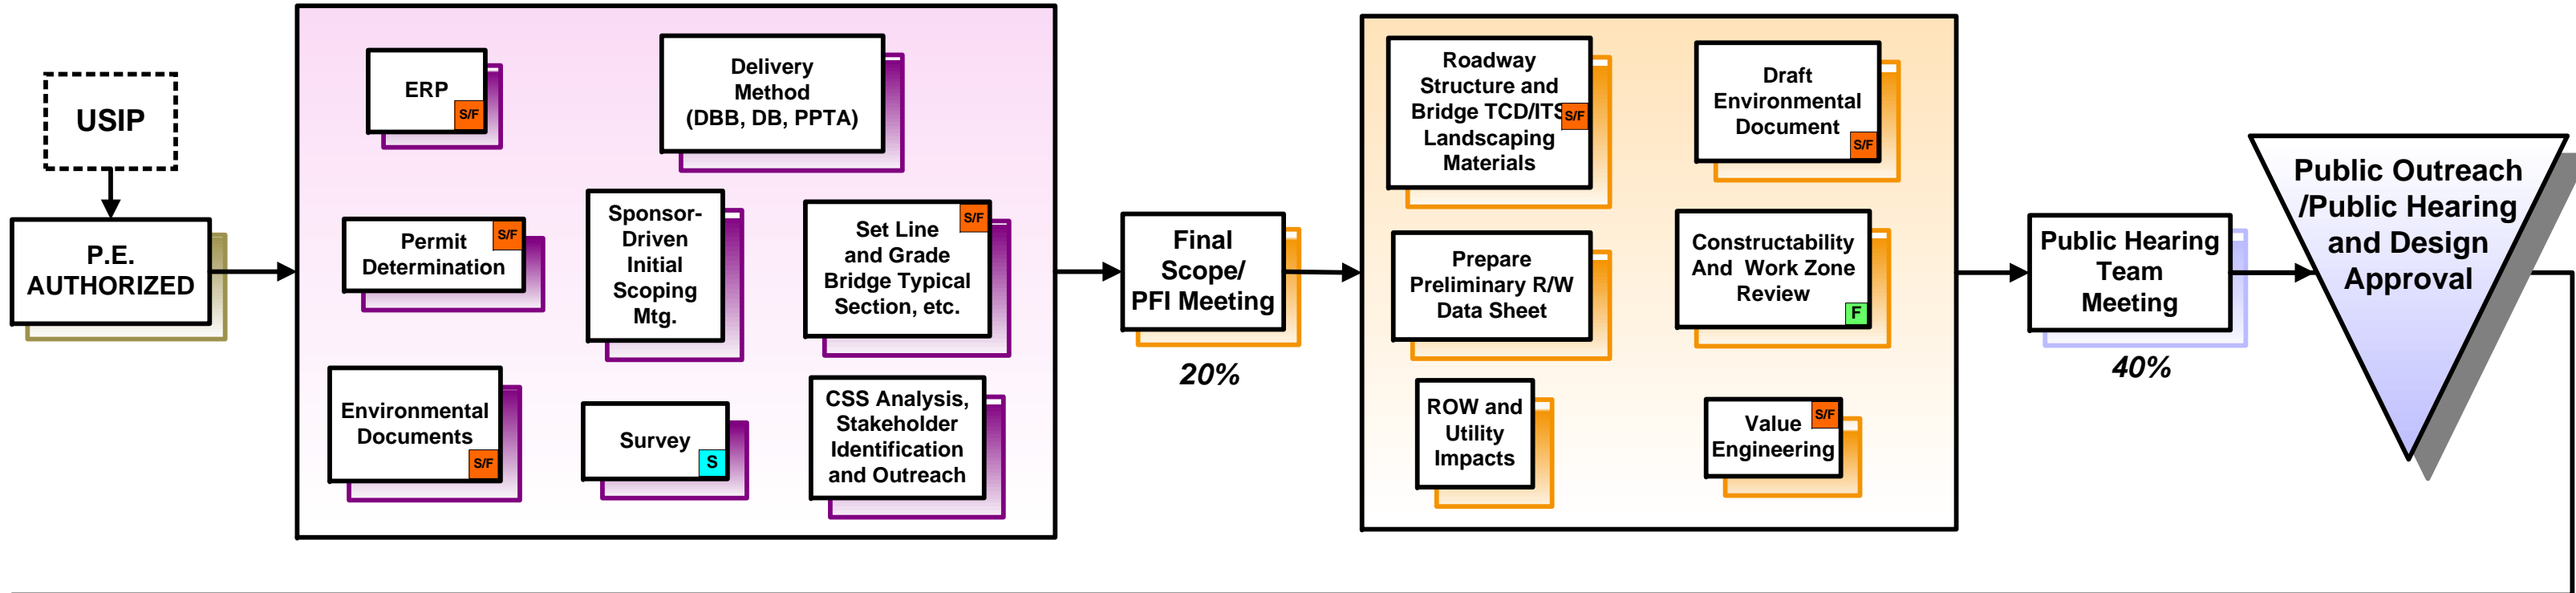 USIP
P.E.
AUTHORIZED
ERP
S/F
Delivery
Method
(DBB, DB, PPTA)
Permit
Determination
S/F
Sponsor-
Driven
Initial
Scoping
Mtg.
Set Line
and Grade
Bridge Typical
Section, etc.
S/F
Environmental
Documents
S/F
Survey
S
CSS Analysis,
Stakeholder
Identification
and Outreach
Final
Scope/
PFI Meeting
20%
Roadway
Structure and
Bridge TCD/ITS
Landscaping
Materials
S/F
Draft
Environmental
Document
S/F
Prepare
Preliminary R/W
Data Sheet
Constructability
And Work Zone
Review
F
ROW and
Utility
Impacts
Value
Engineering
S/F
Public Hearing
Team
Meeting
40%
Public Outreach
/Public Hearing
and Design
Approval